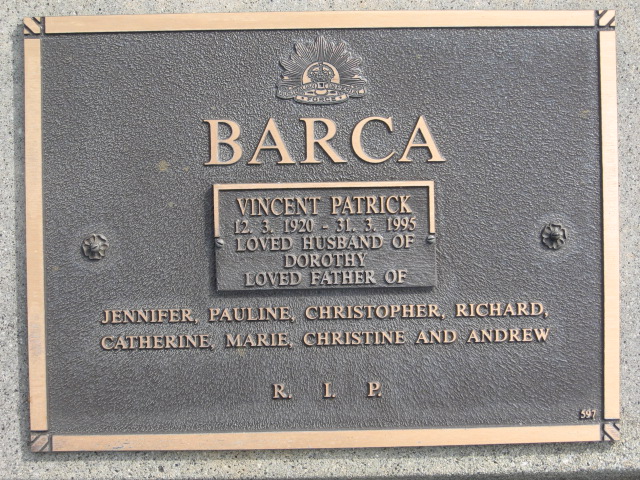 BARCA
VINCENT PATRICK
12. 3. 1920 - 31. 3. 1995
LOVED HUSBAND OF
DOROTHY
LOVED FATHER OF
JENNIFER, PAULINE, CHRISTOPHER, RICHARD,
CATHERINE, MARIE, CHRISTINE AND ANDREW
R. I. P.
597